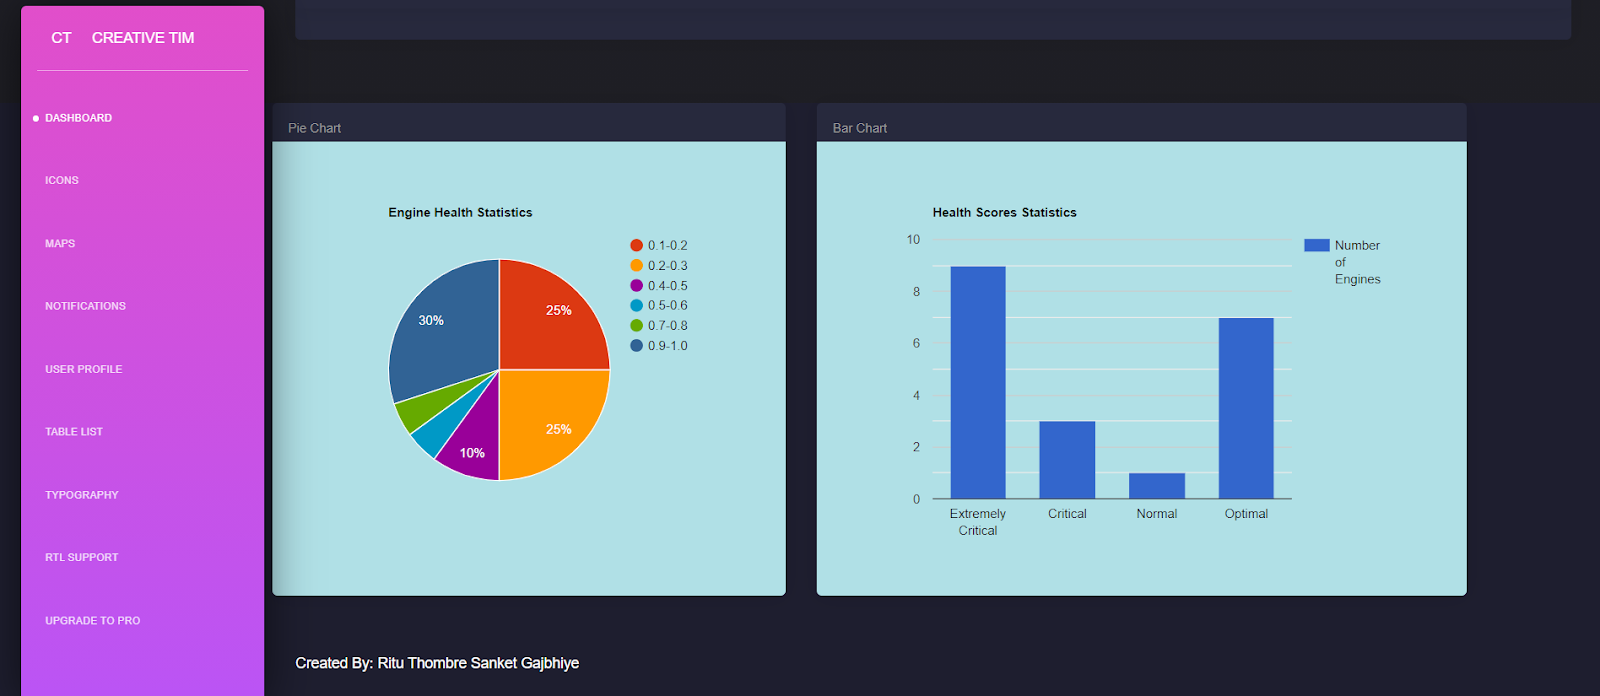 CT CREATIVE TIM
DASHBOARD
ICONS
MAPS
NOTIFICATIONS
USER PROFILE
TABLE LIST
TYPOGRAPHY
RTL SUPPORT
UPGRADE TO PRO
Pie Chart
Engine Health Statistics
0.1-0.2
0.2-0.3
0.4-0.5
0.5-0.6
0.7-0.8
0.9-1.0
30%
25%
25%
10%
Bar Chart
Health Scores Statistics
10
8
6
4
2
0
Number
of
Engines
Extremely
Critical
Critical
Normal
Optimal
Created By: Ritu Thombre Sanket Gajbhiye